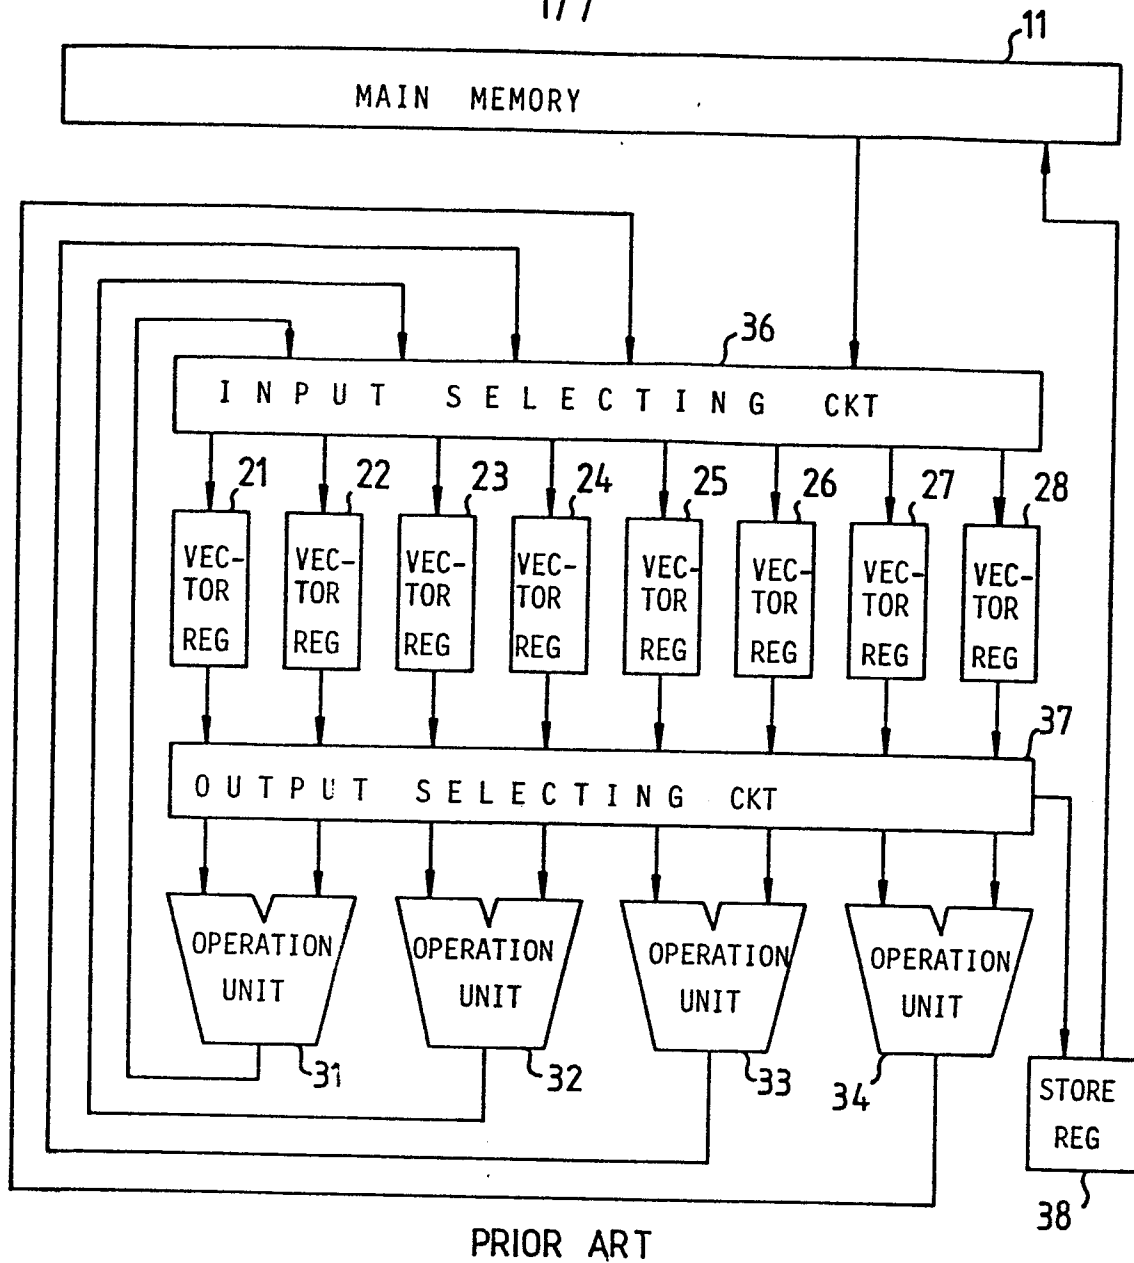 1/7
11
MAIN MEMORY
36
INPUT SELECTING CKT
21 22 23 24 25 26 27 28
VEC-
TOR
REG
VEC-
TOR
REG
VEC-
TOR
REG
VEC-
TOR
REG
VEC-
TOR
REG
VEC-
TOR
REG
VEC-
TOR
REG
VEC-
TOR
REG
37
OUTPUT SELECTING CKT
OPERATION
UNIT
OPERATION
UNIT
OPERATION
UNIT
OPERATION
UNIT
31 32 33 34
STORE
REG
38
PRIOR ART